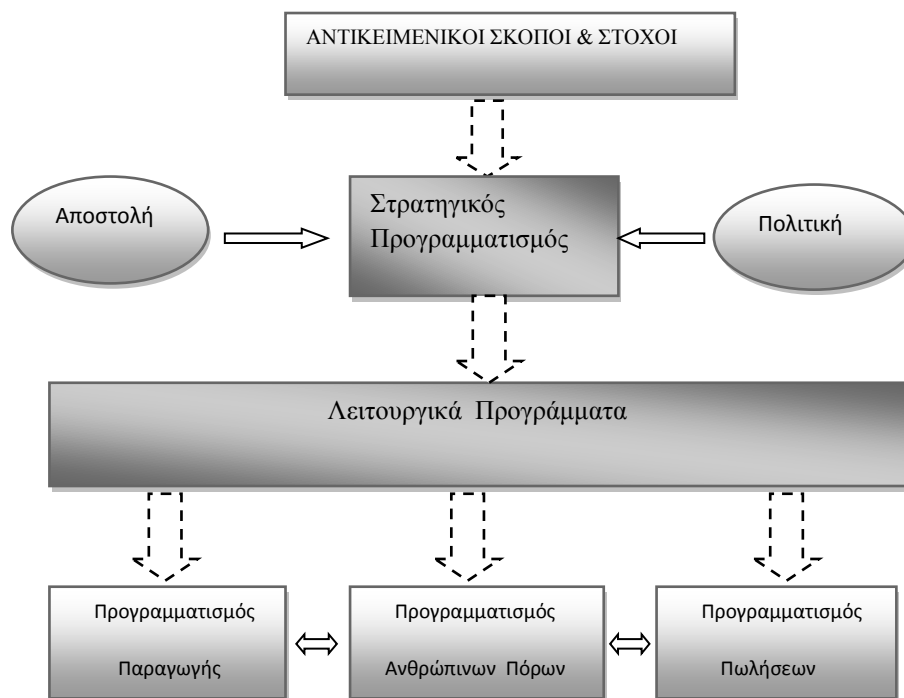 ΑΝΤΙΚΕΙΜΕΝΙΚΟΙ ΣΚΟΠΟΙ & ΣΤΟΧΟΙ
Αποστολή
Στρατηγικός
Προγραμματισμός
Πολιτική
Λειτουργικά Προγράμματα
Προγραμματισμός
Παραγωγής
Προγραμματισμός
Ανθρώπινων Πόρων
Προγραμματισμός
Πωλήσεων